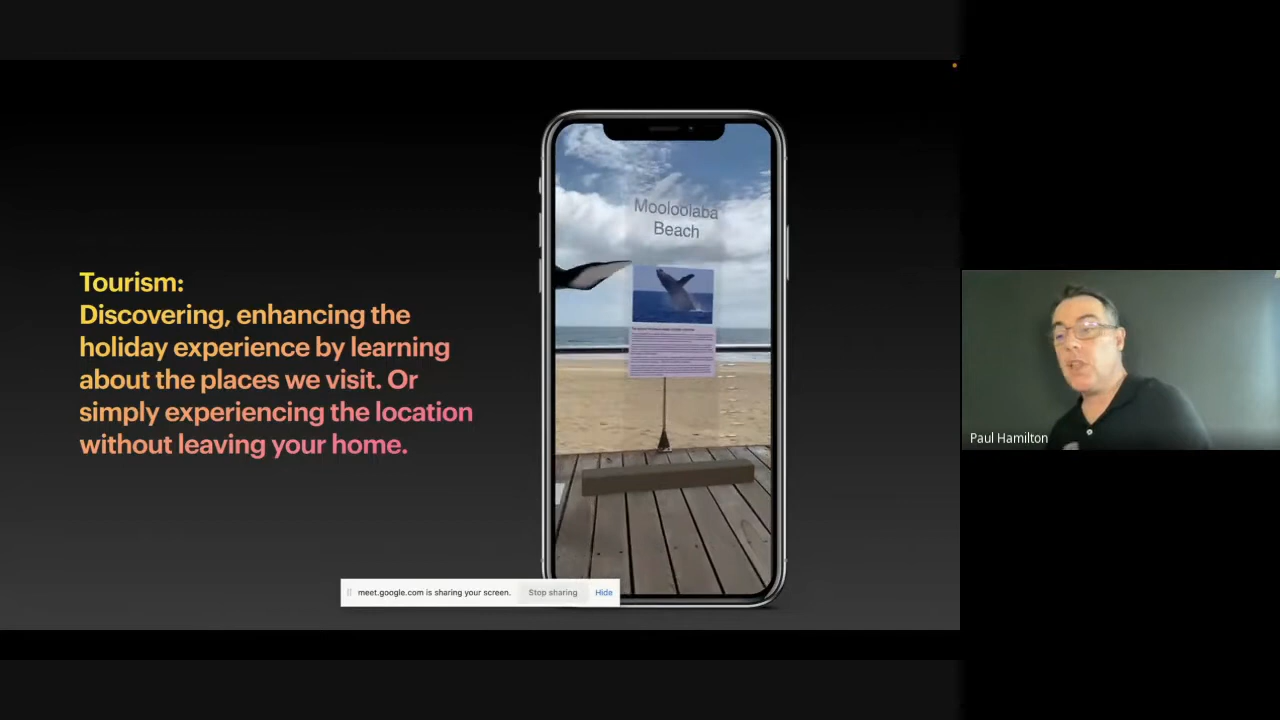 Tourism:
Discovering, enhancing the
holiday experience by learning
about the places we visit. Or
simply experiencing the location
without leaving your home.
Mooloolaba
Beach
meet.google.com is sharing your screen.
Stop sharing
Hide
Paul Hamilton